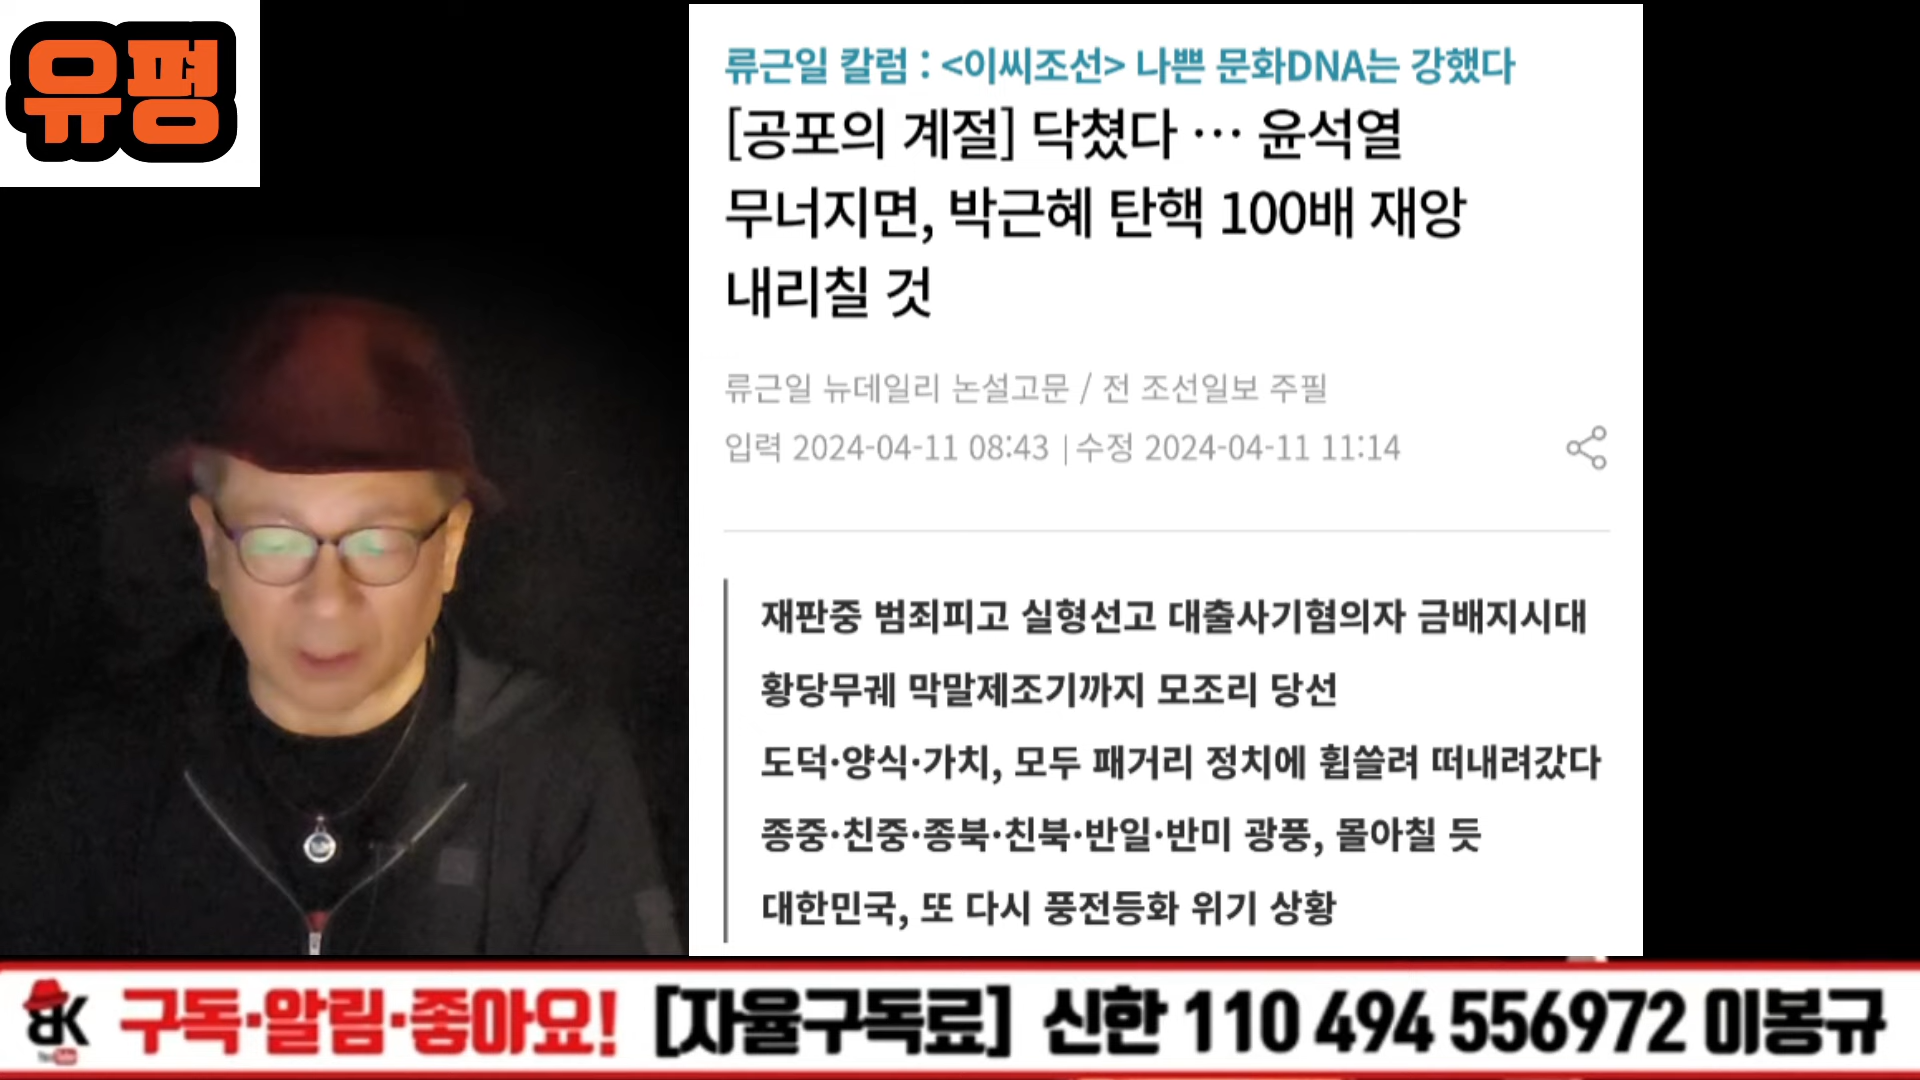 유평
류근일 칼럼 : <이씨조선> 나쁜 문화DNA는 강했다
[공포의 계절] 닥쳤다 … 윤석열
무너지면, 박근혜 탄핵 100배 재앙
내리칠 것
류근일 뉴데일리 논설고문 / 전 조선일보 주필
입력 2024-04-11 08:43 | 수정 2024-04-11 11:14
재판중 범죄피고 실형선고 대출사기혐의자 금배지시대
황당무궤 막말제조기까지 모조리 당선
도덕·양식·가치, 모두 패거리 정치에 휩쓸려 떠내려갔다
종중·친중·종북·친북·반일·반미 광풍, 몰아칠 듯
대한민국, 또 다시 풍전등화 위기 상황
BK
YouTube
구독·알림·좋아요! [자율구독료] 신한 110 494 556972 이봉규